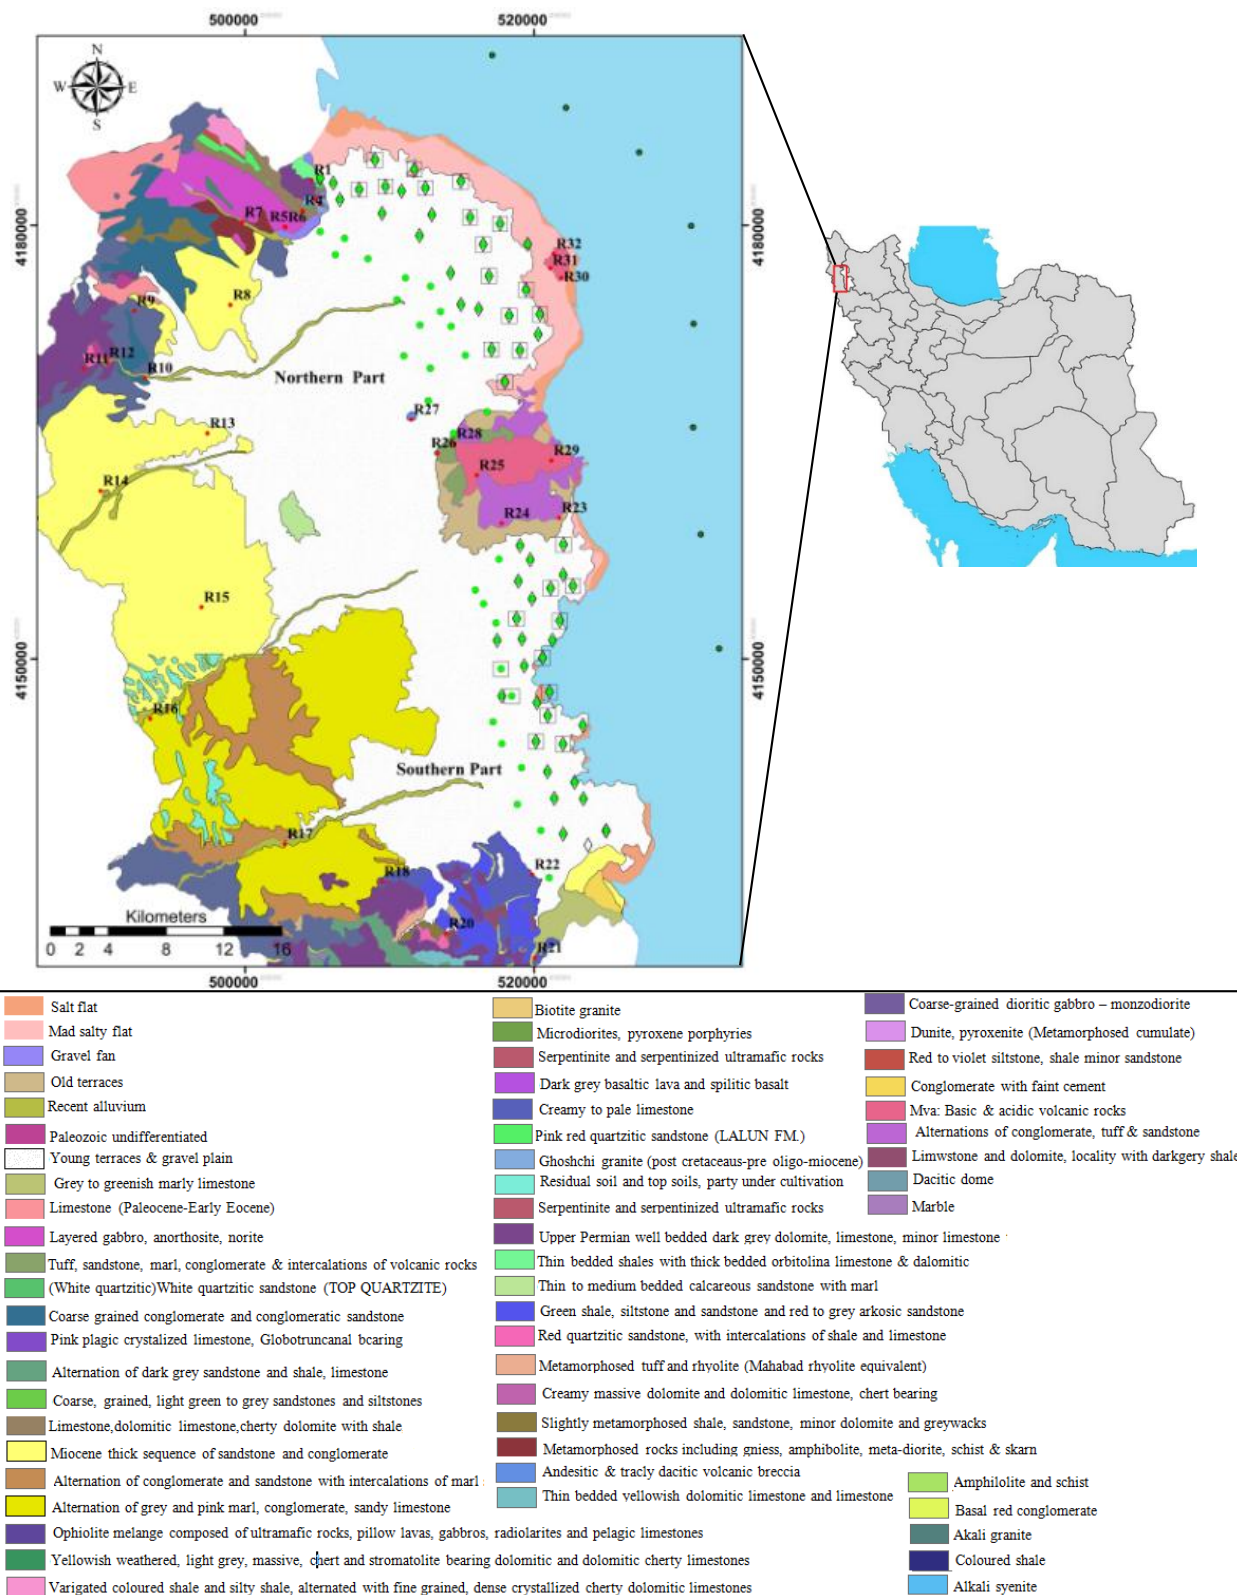 500000
520000
N
W
E
S
4180000
4180000
R1
R4
R7
R5
R6
R32
R31
R30
R8
R9
R11
R12
R10
Northern Part
R27
R13
R28
R26
R29
R25
R14
R24
R23
R15
4150000
4150000
R16
Southern Part
R17
R18
R22
R20
R21
Kilometers
0 2 4 8 12 16
500000
520000
Salt flat
Mad salty flat
Gravel fan
Old terraces
Recent alluvium
Paleozoic undifferentiated
Young terraces & gravel plain
Grey to greenish marly limestone
Limestone (Paleocene-Early Eocene)
Layered gabbro, anorthosite, norite
Tuff, sandstone, marl, conglomerate & intercalations of volcanic rocks
(White quartzitic)White quartzitic sandstone (TOP QUARTZITE)
Coarse grained conglomerate and conglomeratic sandstone
Pink plagic crystalized limestone, Globotruncanal bcaring
Alternation of dark grey sandstone and shale, limestone
Coarse, grained, light green to grey sandstones and siltstones
Limestone,dolomitic limestone,cherty dolomite with shale
Miocene thick sequence of sandstone and conglomerate
Alternation of conglomerate and sandstone with intercalations of marl
Alternation of grey and pink marl, conglomerate, sandy limestone
Ophiolite melange composed of ultramafic rocks, pillow lavas, gabbros, radiolarites and pelagic limestones
Yellowish weathered, light grey, massive, chert and stromatolite bearing dolomitic and dolomitic cherty limestones
Varigated coloured shale and silty shale, alternated with fine grained, dense crystallized cherty dolomitic limestones
Biotite granite
Microdiorites, pyroxene porphyries
Serpentinite and serpentinized ultramafic rocks
Dark grey basaltic lava and spilitic basalt
Creamy to pale limestone
Pink red quartzitic sandstone (LALUN FM.)
Ghoshchi granite (post cretaceaus-pre oligo-miocene)
Residual soil and top soils, party under cultivation
Serpentinite and serpentinized ultramafic rocks
Upper Permian well bedded dark grey dolomite, limestone, minor limestone
Thin bedded shales with thick bedded orbitolina limestone & dalomitic
Thin to medium bedded calcareous sandstone with marl
Green shale, siltstone and sandstone and red to grey arkosic sandstone
Red quartzitic sandstone, with intercalations of shale and limestone
Metamorphosed tuff and rhyolite (Mahabad rhyolite equivalent)
Creamy massive dolomite and dolomitic limestone, chert bearing
Slightly metamorphosed shale, sandstone, minor dolomite and greywacks
Metamorphosed rocks including gniess, amphibolite, meta-diorite, schist & skarn
Andesitic & tracly dacitic volcanic breccia
Thin bedded yellowish dolomitic limestone and limestone
Coarse-grained dioritic gabbro – monzodiorite
Dunite, pyroxenite (Metamorphosed cumulate)
Red to violet siltstone, shale minor sandstone
Conglomerate with faint cement
Mva: Basic & acidic volcanic rocks
Alternations of conglomerate, tuff & sandstone
Limwstone and dolomite, locality with darkgery shale
Dacitic dome
Marble
Amphilolite and schist
Basal red conglomerate
Akali granite
Coloured shale
Alkali syenite